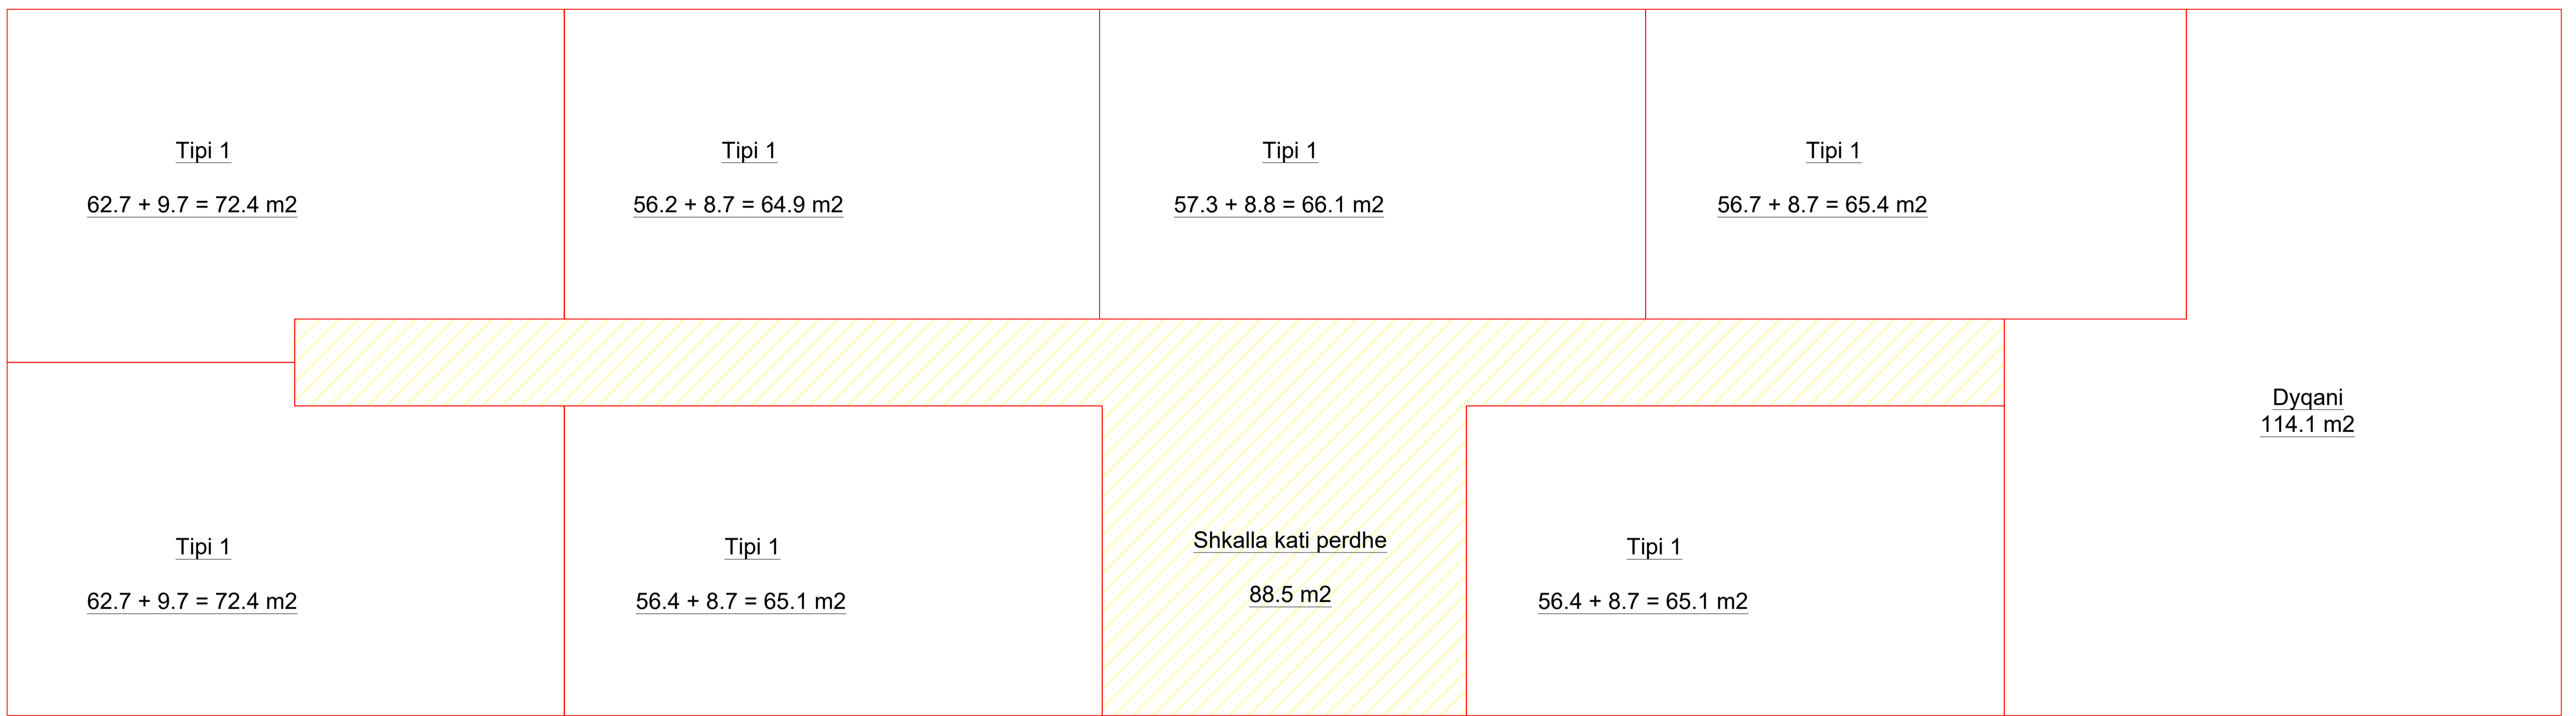 Tipi 1
62.7 + 9.7 = 72.4 m2
Tipi 1
56.2 + 8.7 = 64.9 m2
Tipi 1
57.3 + 8.8 = 66.1 m2
Tipi 1
56.7 + 8.7 = 65.4 m2
Dyqani
114.1 m2
Tipi 1
62.7 + 9.7 = 72.4 m2
Tipi 1
56.4 + 8.7 = 65.1 m2
Shkalla kati perdhe
88.5 m2
Tipi 1
56.4 + 8.7 = 65.1 m2